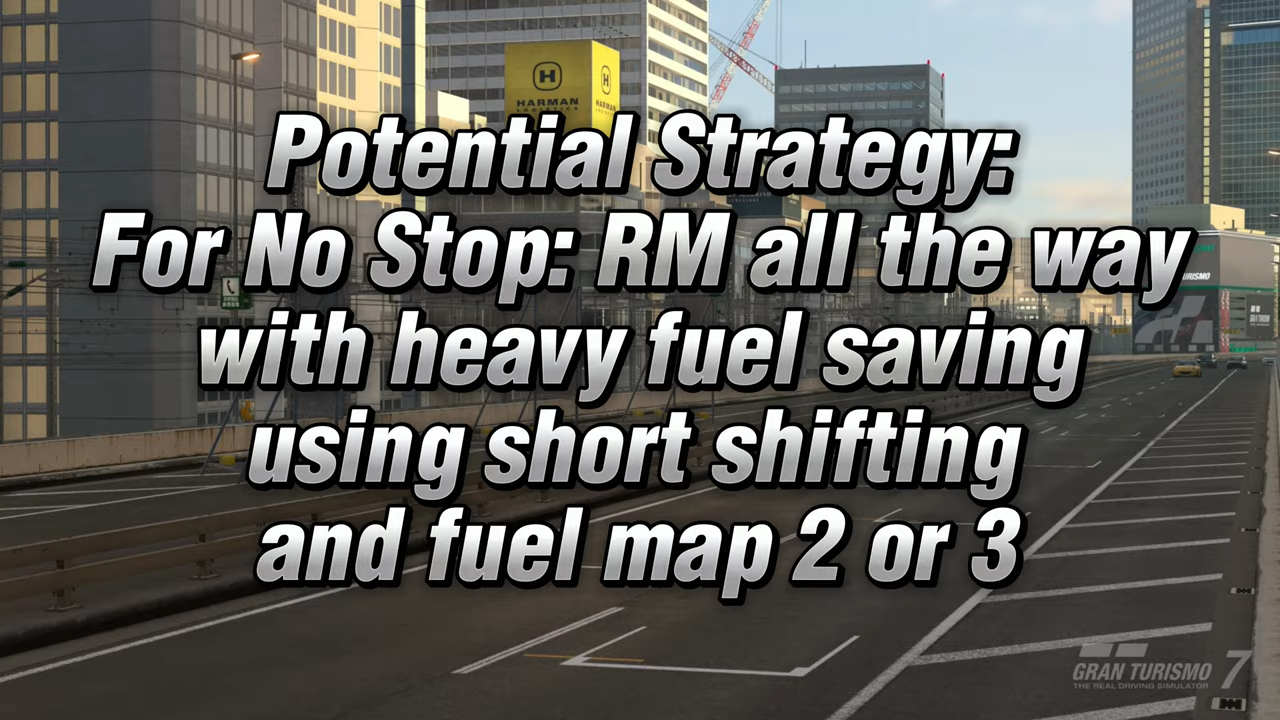 HARMAN
LOGISTICS
Potential Strategy:
For No Stop: RM all the way
with heavy fuel saving
using short shifting
and fuel map 2 or 3
GRAN TURISMO 7
THE REAL DRIVING SIMULATOR